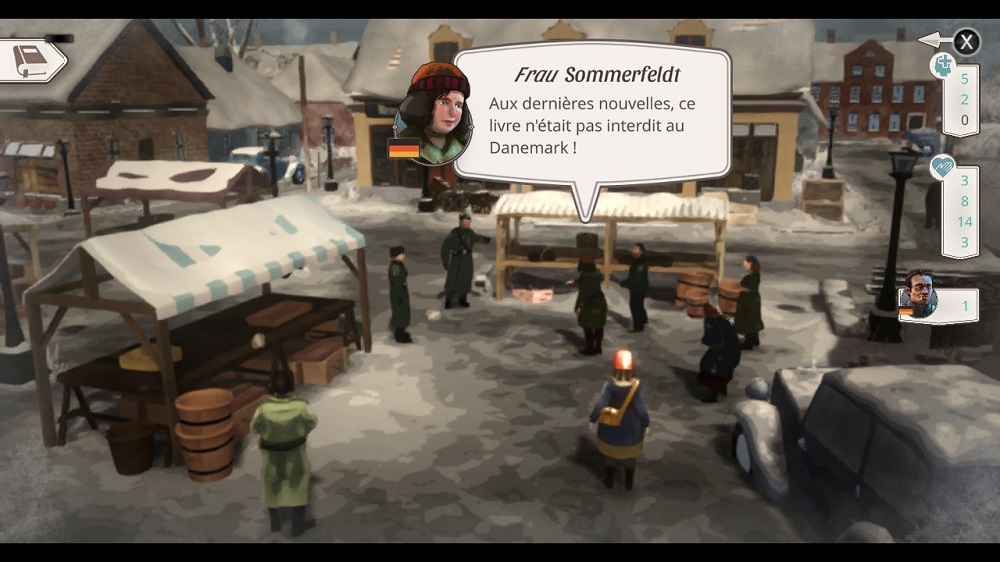 Frau Sommerfeldt
Aux dernières nouvelles, ce
livre n'était pas interdit au
Danemark !
X
5
2
0
3
8
14
3
1